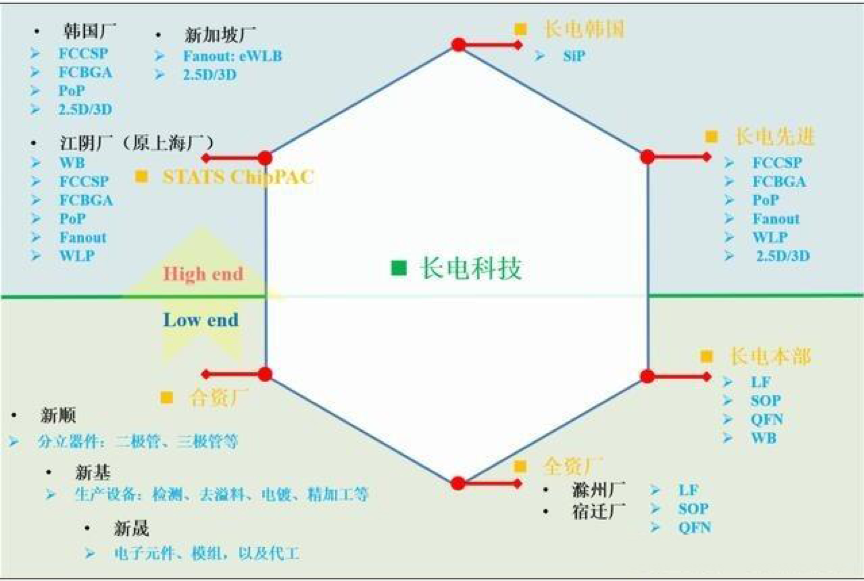 韩国厂
FCCSP
FCBGA
PoP
2.5D/3D
新加坡厂
Fanout: eWLB
2.5D/3D
江阴厂（原上海厂）
WB
FCCSP
FCBGA
PoP
Fanout
WLP
STATS ChipPAC
长电韩国
SiP
长电先进
FCCSP
FCBGA
PoP
Fanout
WLP
2.5D/3D
High end
长电科技
Low end
合资厂
新顺
分立器件：二极管、三极管等
新基
生产设备：检测、去溢料、电镀、精加工等
新晟
电子元件、模组，以及代工
长电本部
LF
SOP
QFN
WB
全资厂
滁州厂
宿迁厂
LF
SOP
QFN